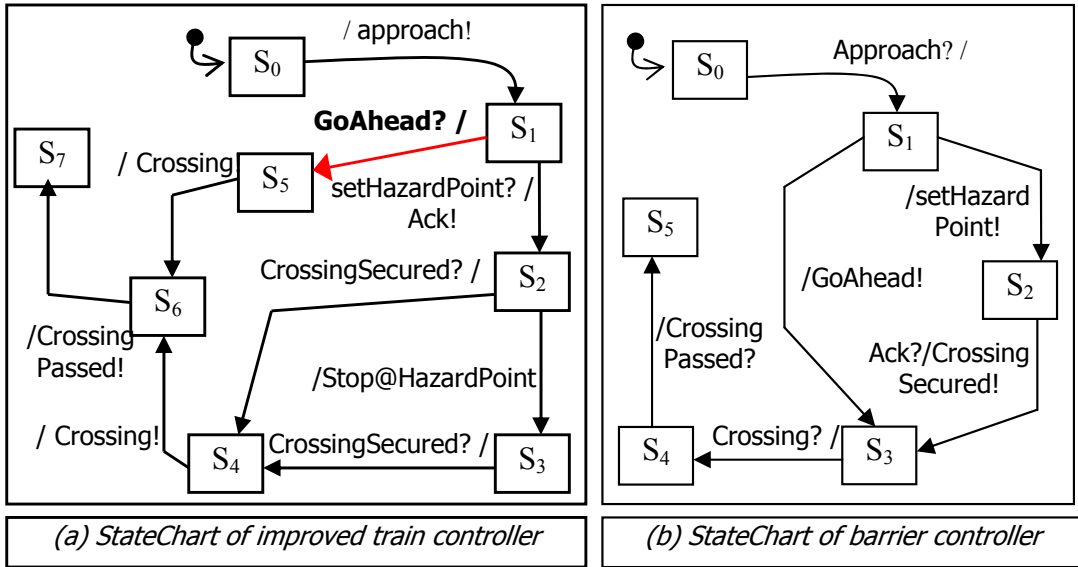 / approach!
S0
GoAhead? /
S1
S7
/ Crossing!
S5
setHazardPoint? /
Ack!
CrossingSecured? /
S2
S6
/Crossing
Passed!
/Stop@HazardPoint
/ Crossing!
S4
CrossingSecured? /
S3
(a) StateChart of improved train controller
Approach? /
S0
S1
/setHazard
Point!
S5
S2
/GoAhead!
/Crossing
Passed?
Ack?/Crossing
Secured!
Crossing? /
S4
S3
(b) StateChart of barrier controller